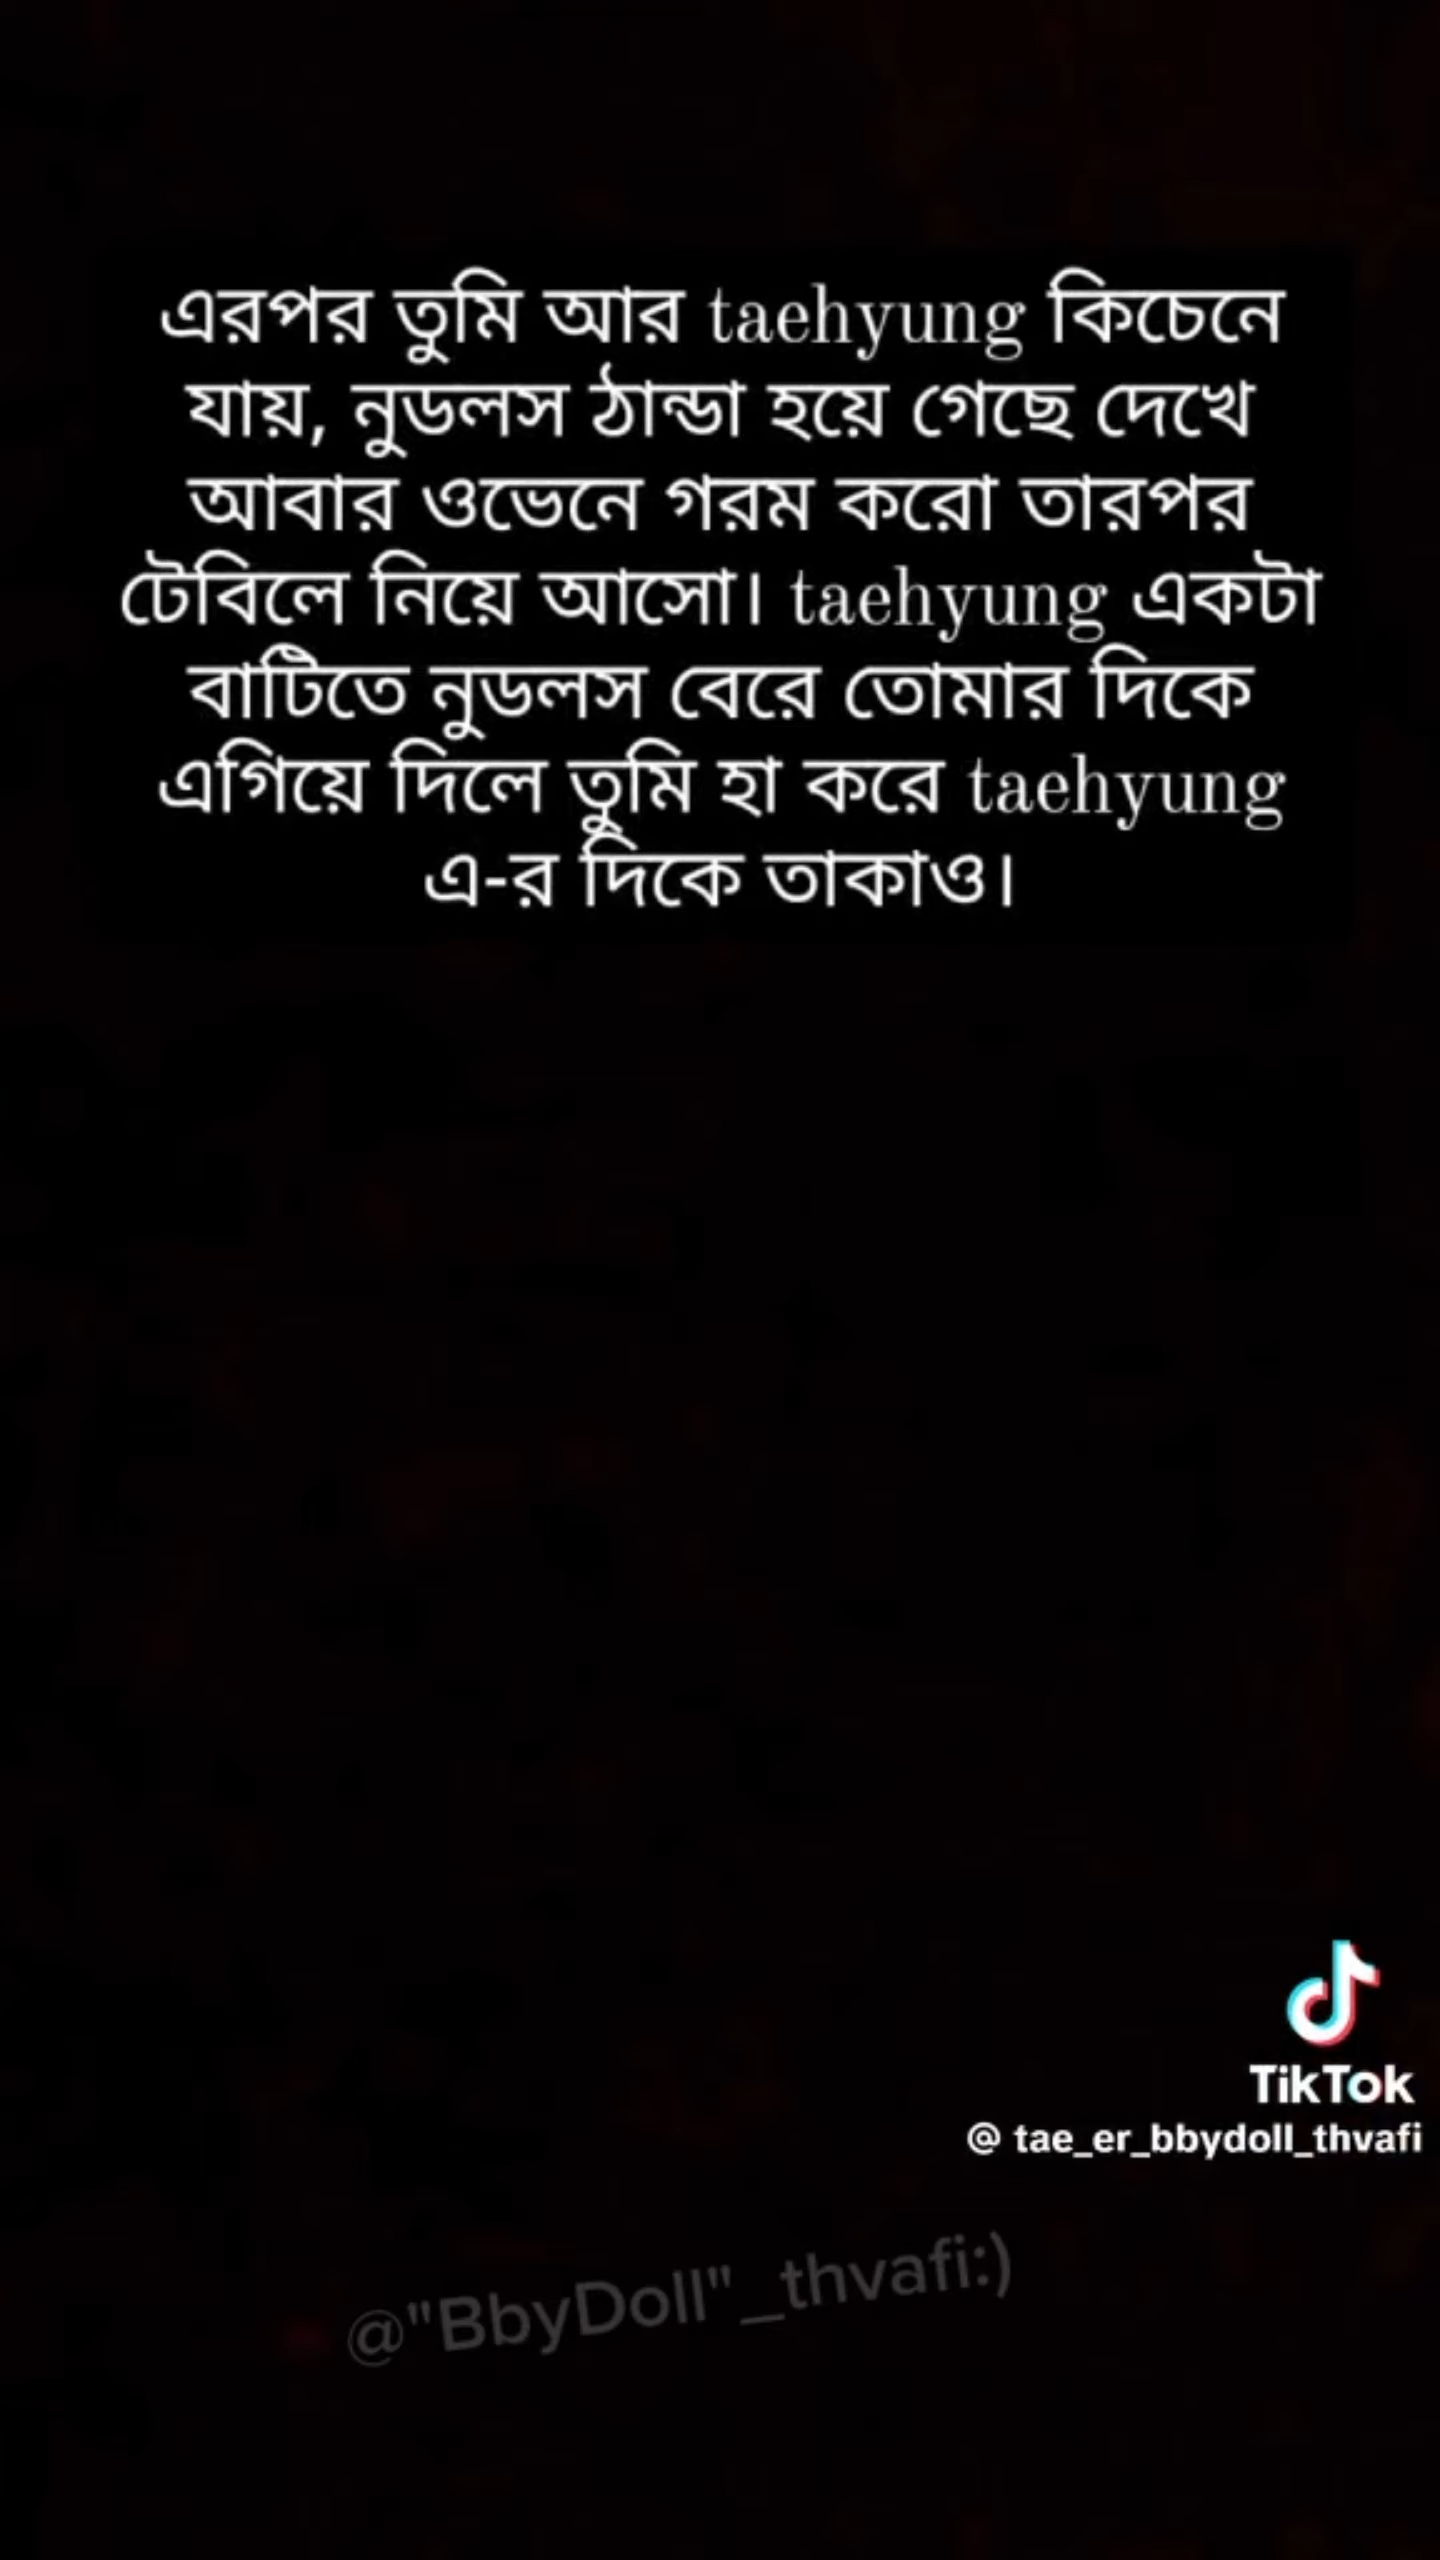 এরপর তুমি আর taehyung কিচেনে
যায়, নুডলস ঠান্ডা হয়ে গেছে দেখে
আবার ওভেনে গরম করো তারপর
টেবিলে নিয়ে আসো। taehyung একটা
বাটিতে নুডলস বেরে তোমার দিকে
এগিয়ে দিলে তুমি হা করে taehyung
এ-র দিকে তাকাও।
TikTok
@ tae_er_bbydoll_thvafi
@"BbyDoll"_thvafi:)